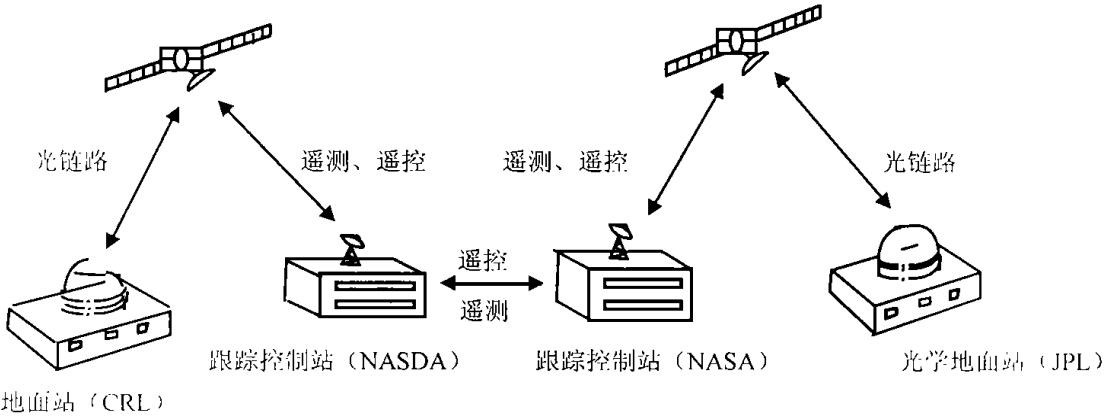 光链路
遥测、遥控
遥测、遥控
光链路
遥控
遥测
跟踪控制站（NASDA）
跟踪控制站（NASA）
光学地面站（JPL）
地面站（CRL）